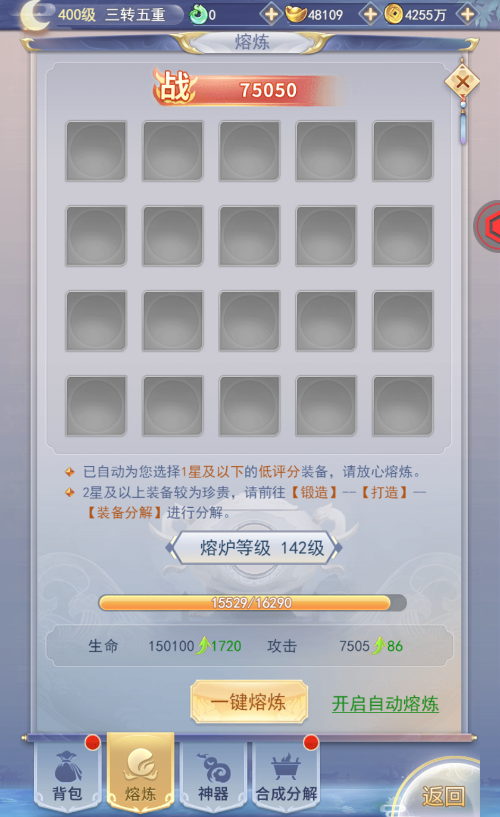 400级 三转五重 0 48109 4255万
熔炼
战 75050
已自动为您选择1星及以下的低评分装备，请放心熔炼。
2星及以上装备较为珍贵，请前往【锻造】--【打造】--
【装备分解】进行分解。
熔炉等级 142级
15529/16290
生命 150100 1720 攻击 7505 86
一键熔炼 开启自动熔炼
背包 熔炼 神器 合成分解 返回